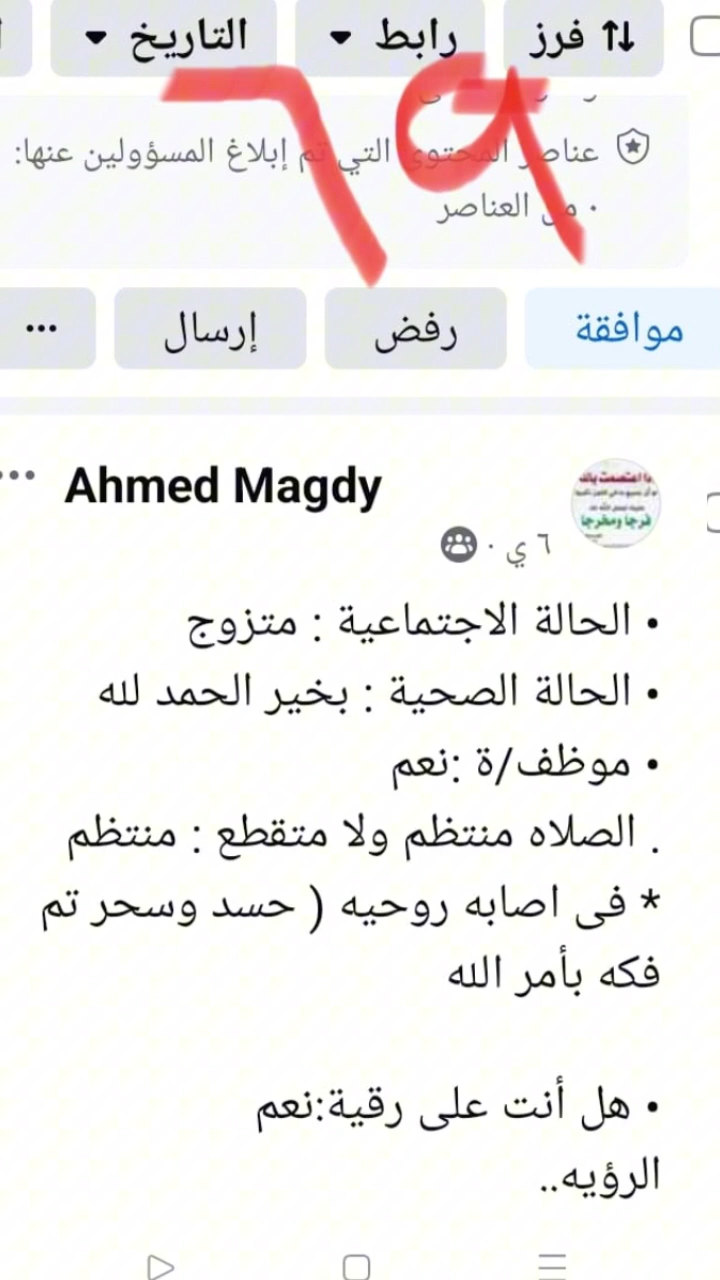 فرز
رابط
التاريخ
٦٩
عناصر المحتوى التي تم إبلاغ المسؤولين عنها:
· من العناصر
موافقة
رفض
إرسال
...
Ahmed Magdy
٦ ي ·
• الحالة الاجتماعية : متزوج
• الحالة الصحية : بخير الحمد لله
• موظف/ة :نعم
. الصلاه منتظم ولا متقطع : منتظم
* فى اصابه روحيه ( حسد وسحر تم
فكه بأمر الله
• هل أنت على رقية:نعم
الرؤيه..